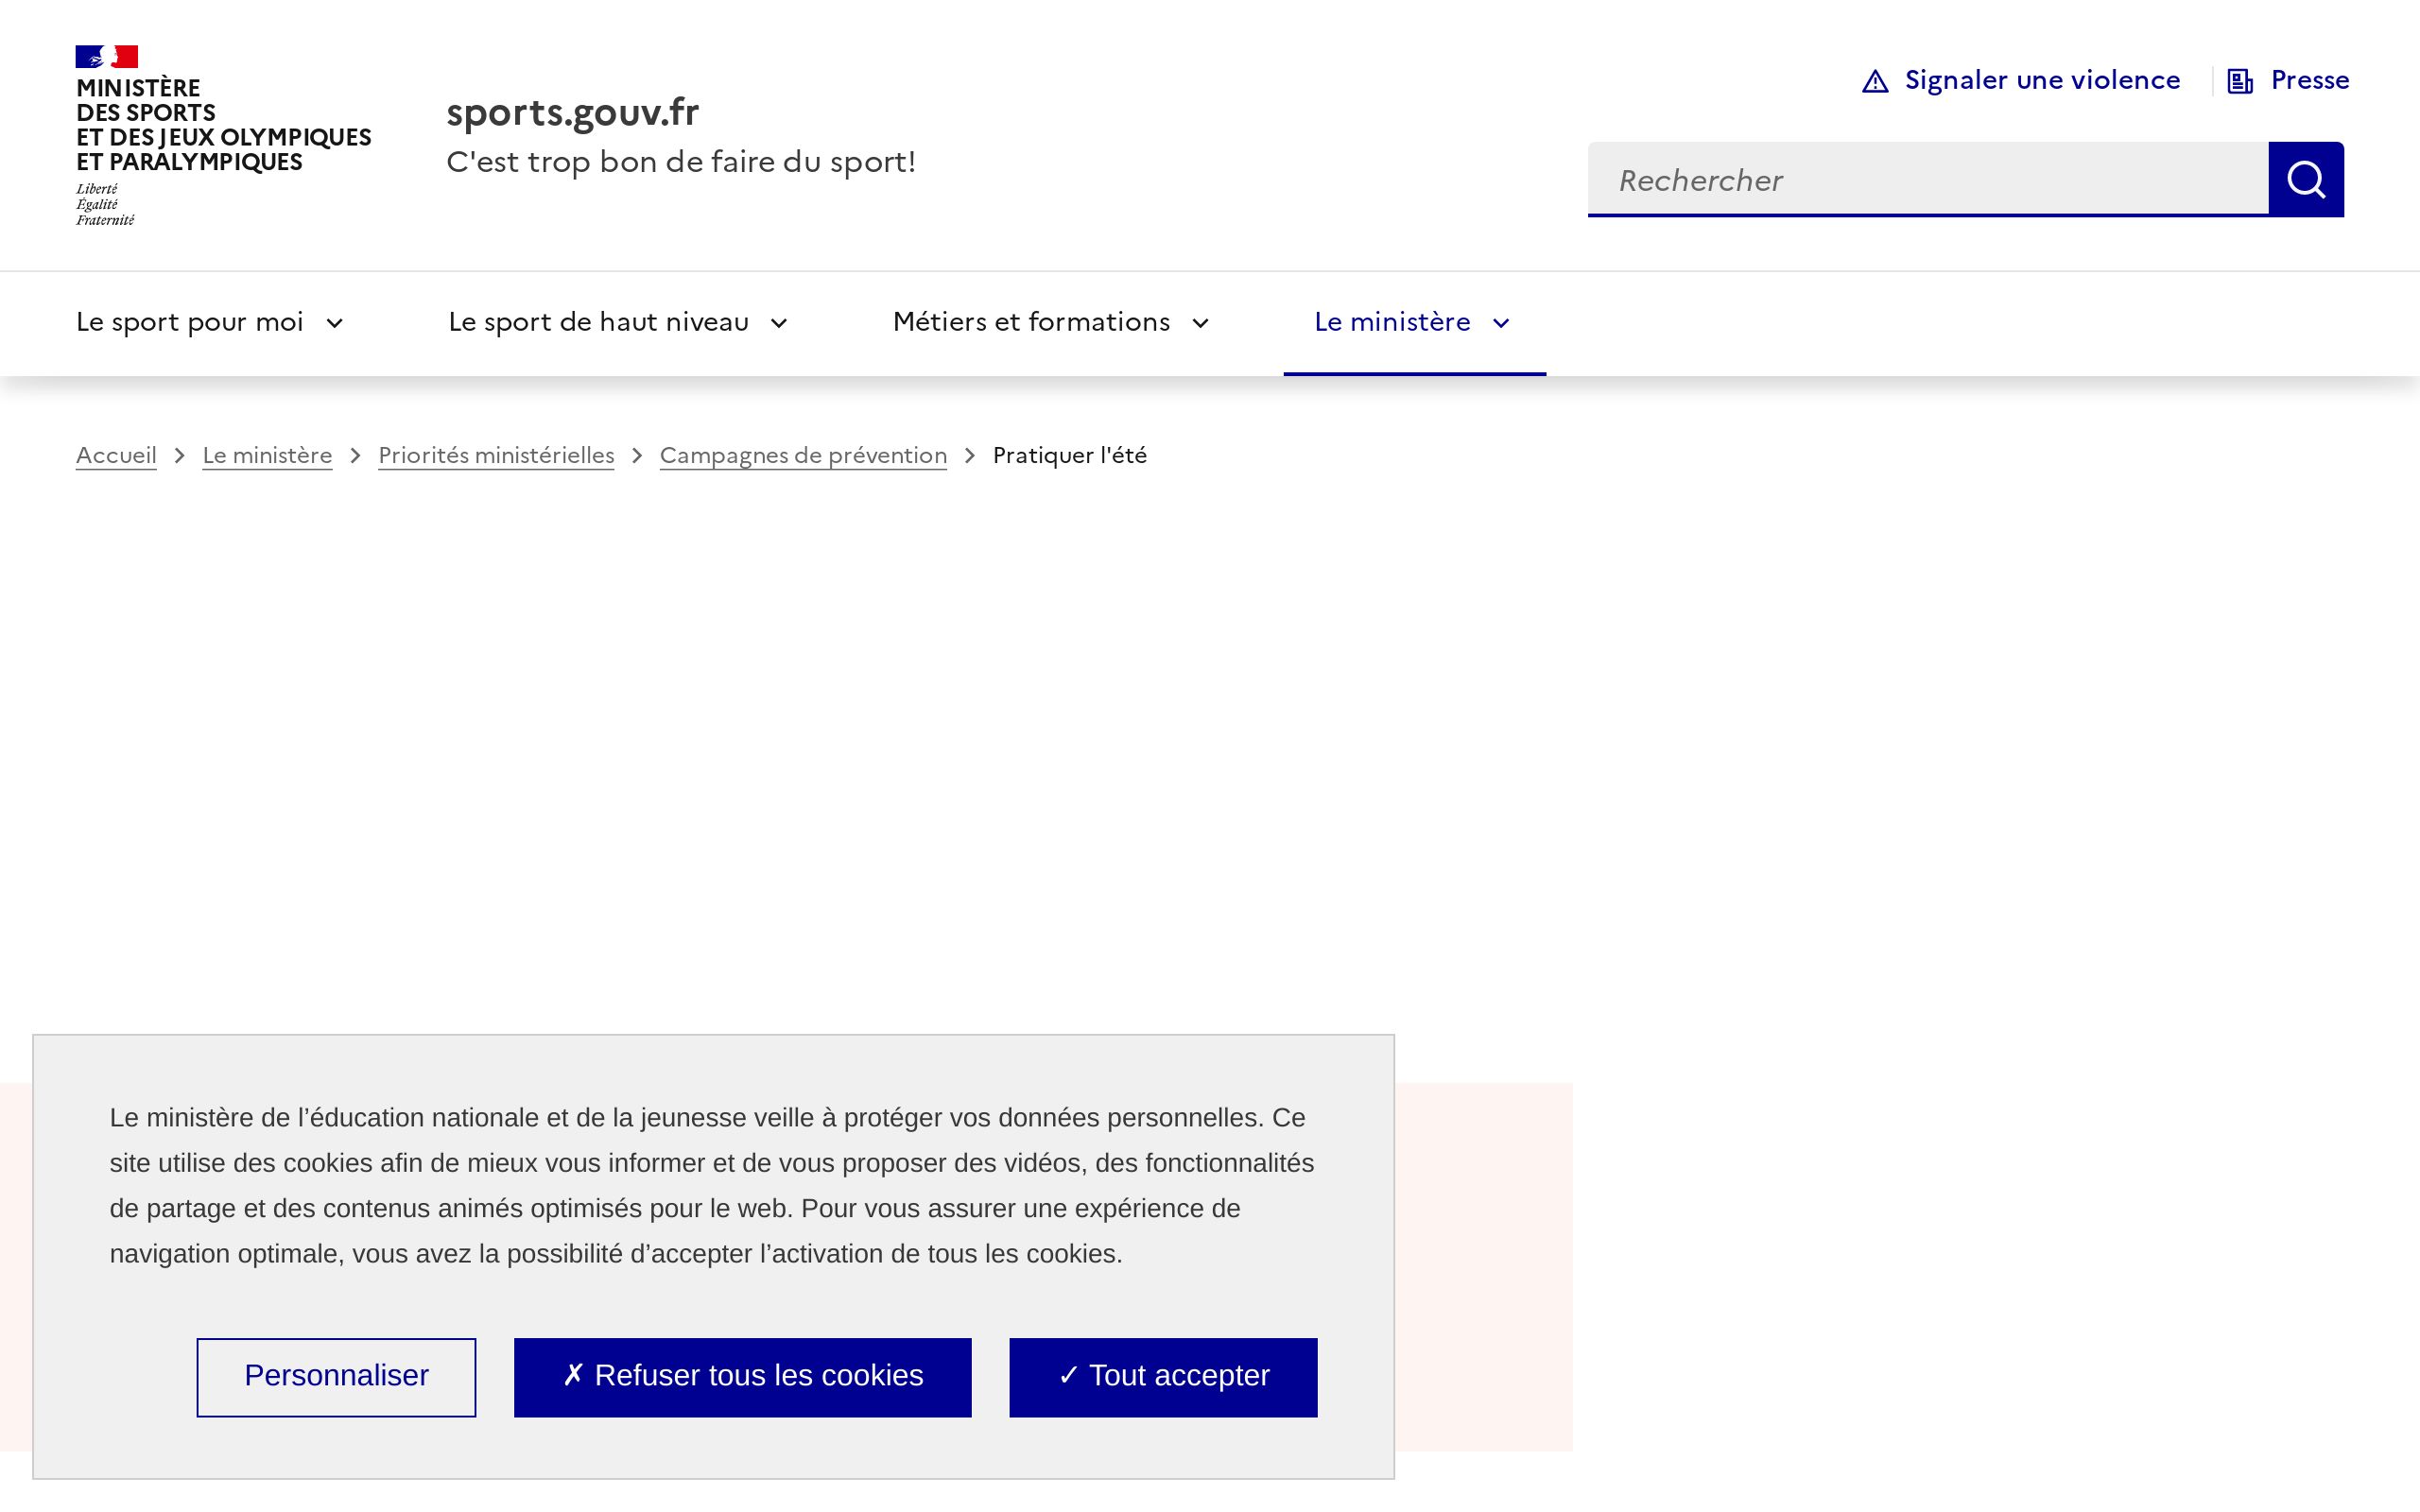 MINISTÈRE
DES SPORTS
ET DES JEUX OLYMPIQUES
ET PARALYMPIQUES
Liberté
Égalité
Fraternité
sports.gouv.fr
C'est trop bon de faire du sport!
Signaler une violence
Presse
Rechercher
Le sport pour moi
Le sport de haut niveau
Métiers et formations
Le ministère
Accueil > Le ministère > Priorités ministérielles > Campagnes de prévention > Pratiquer l'été
Le ministère de l’éducation nationale et de la jeunesse veille à protéger vos données personnelles. Ce
site utilise des cookies afin de mieux vous informer et de vous proposer des vidéos, des fonctionnalités
de partage et des contenus animés optimisés pour le web. Pour vous assurer une expérience de
navigation optimale, vous avez la possibilité d’accepter l’activation de tous les cookies.
Personnaliser
✗ Refuser tous les cookies
✓ Tout accepter